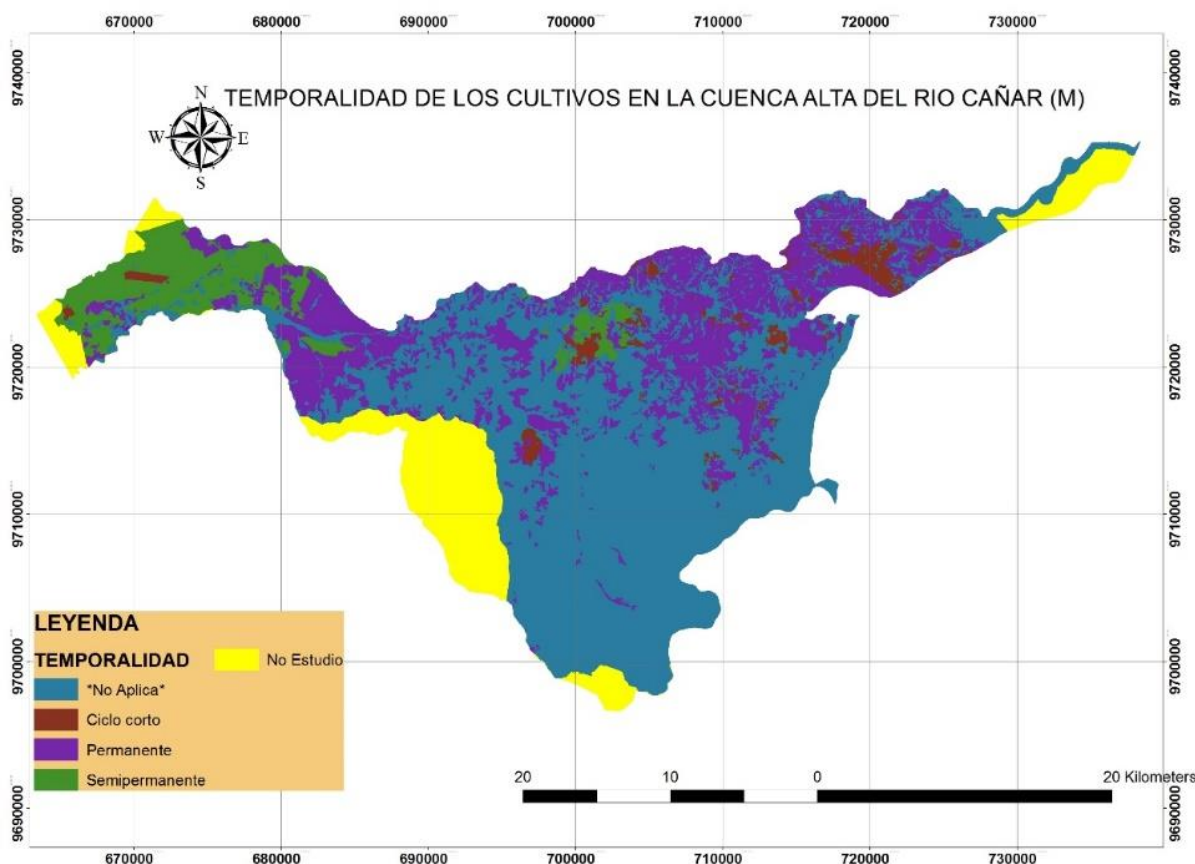 670000 680000 690000 700000 710000 720000 730000
9740000 9740000
N
W E
S
TEMPORALIDAD DE LOS CULTIVOS EN LA CUENCA ALTA DEL RIO CAÑAR (M)
9730000 9730000
9720000 9720000
9710000 9710000
LEYENDA
TEMPORALIDAD No Estudio
*No Aplica*
Ciclo corto
Permanente
Semipermanente
9700000 9700000
20 10 0 20 Kilometers
9690000 9690000
670000 680000 690000 700000 710000 720000 730000